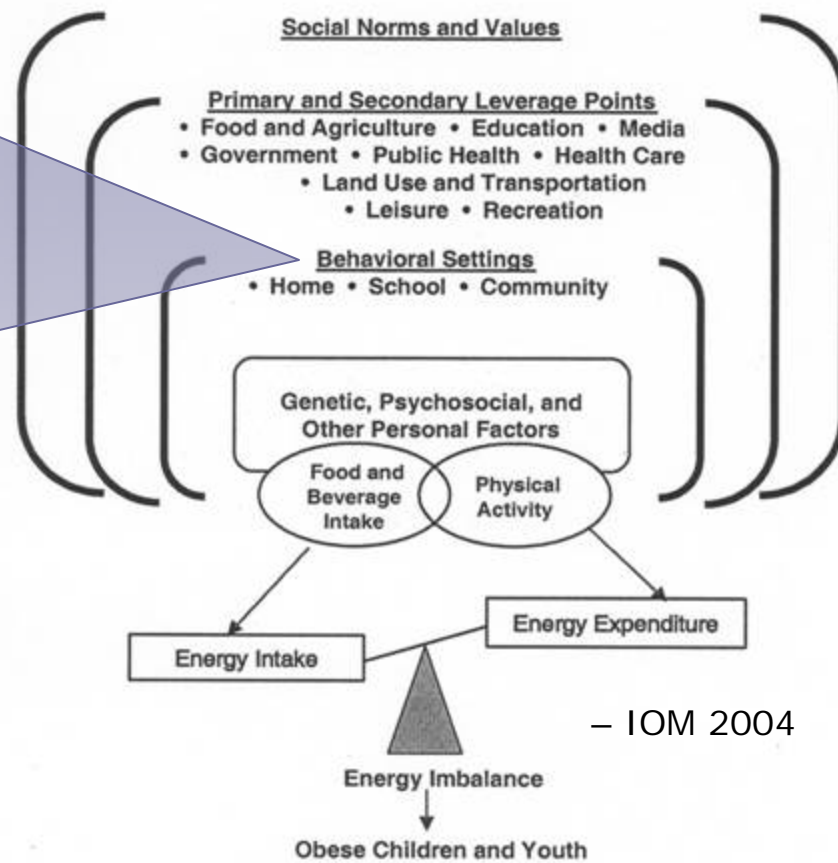 Social Norms and Values
Primary and Secondary Leverage Points
• Food and Agriculture • Education • Media
• Government • Public Health • Health Care
• Land Use and Transportation
• Leisure • Recreation
Behavioral Settings
• Home • School • Community
Genetic, Psychosocial, and
Other Personal Factors
Food and
Beverage
Intake
Physical
Activity
Energy Intake
Energy Expenditure
– IOM 2004
Energy Imbalance
Obese Children and Youth